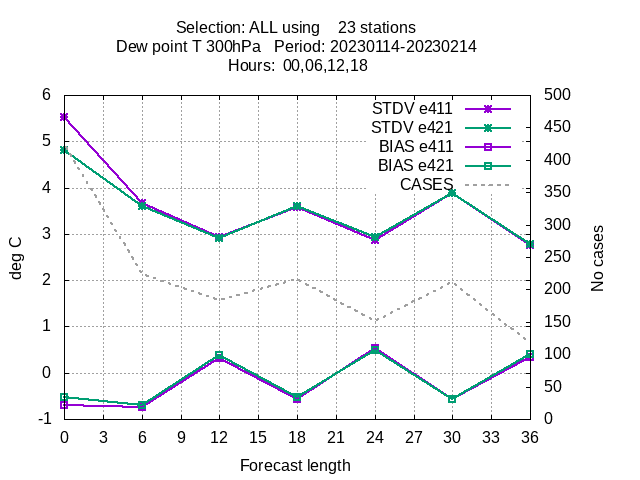 Selection: ALL using    23 stations
Dew point T 300hPa   Period: 20230114-20230214
Hours:  00,06,12,18
STDV e411
STDV e421
BIAS e411
BIAS e421
CASES
deg C
6
5
4
3
2
1
0
-1
500
450
400
350
300
250
200
150
100
50
0
No cases
0 3 6 9 12 15 18 21 24 27 30 33 36
Forecast length